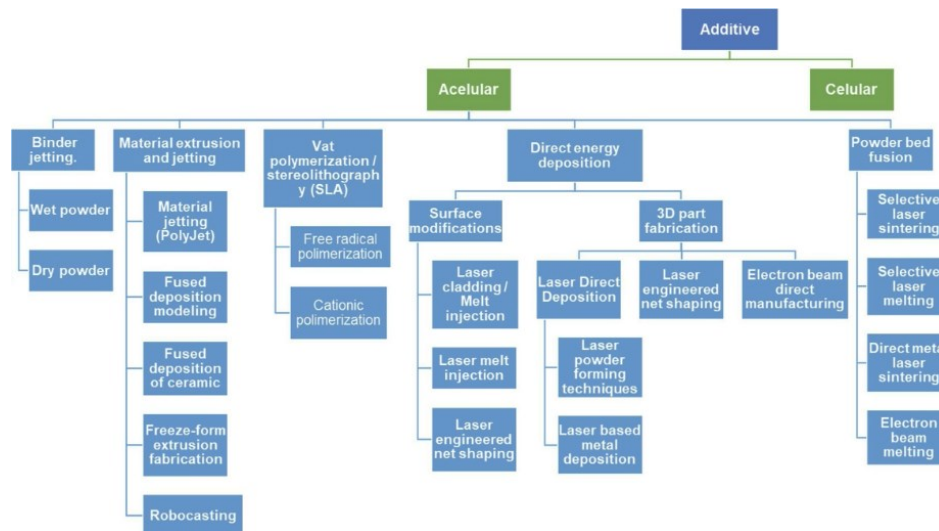 Additive
Acelular
Celular
Binder
jetting.
Wet powder
Dry powder
Material extrusion
and jetting
Material
jetting
(PolyJet)
Fused
deposition
modeling
Fused
deposition
of ceramic
Freeze-form
extrusion
fabrication
Robocasting
Vat
polymerization /
stereolithograph
y (SLA)
Free radical
polimerization
Cationic
polimerization
Direct energy
deposition
Surface
modifications
Laser
cladding /
Melt
injection
Laser melt
injection
Laser
engineered
net shaping
3D part
fabrication
Laser Direct
Deposition
Laser
powder
forming
techniques
Laser based
metal
deposition
Laser
engineered
net shaping
Electron beam
direct
manufacturing
Powder bed
fusion
Selective
laser
sintering
Selective
laser
melting
Direct metal
laser
sintering
Electron
beam
melting